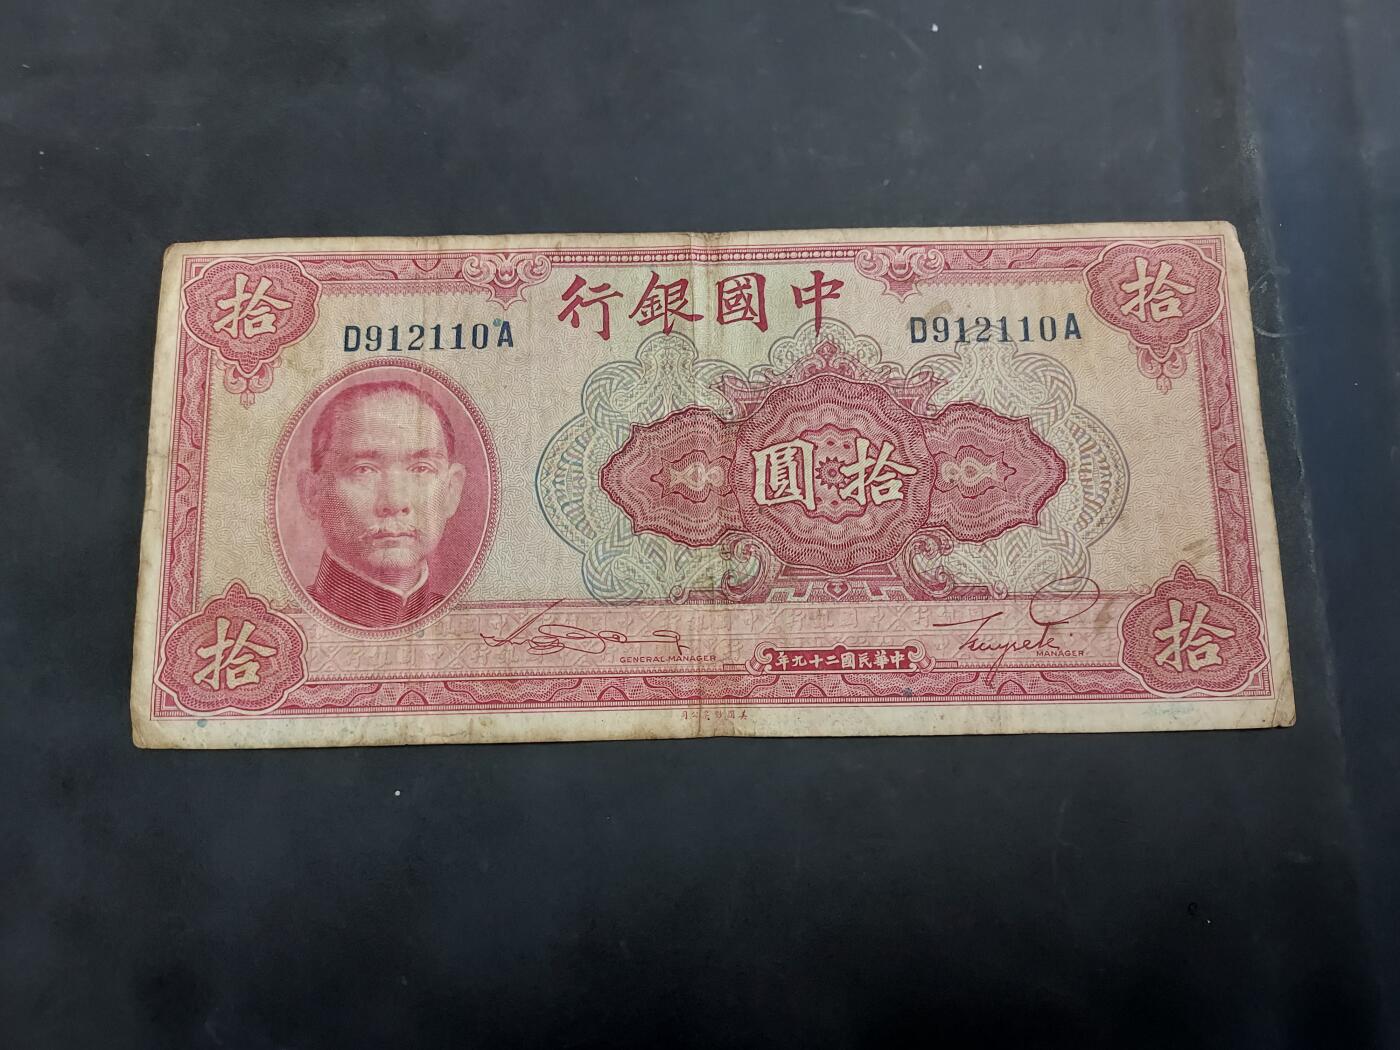 中國銀行
拾
拾
D912110A
D912110A
拾圓
GENERAL MANAGER
中華民國二十九年
MANAGER
拾
拾